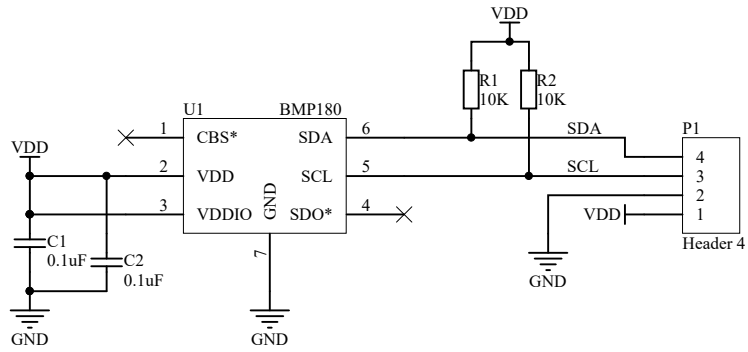 VDD
R1
10K
R2
10K
U1
BMP180
1
CBS*
SDA
6
SDA
P1
VDD
2
VDD
SCL
5
SCL
4
3
2
1
3
VDDIO
GND
SDO*
4
VDD
Header 4
C1
0.1uF
C2
0.1uF
7
GND
GND
GND